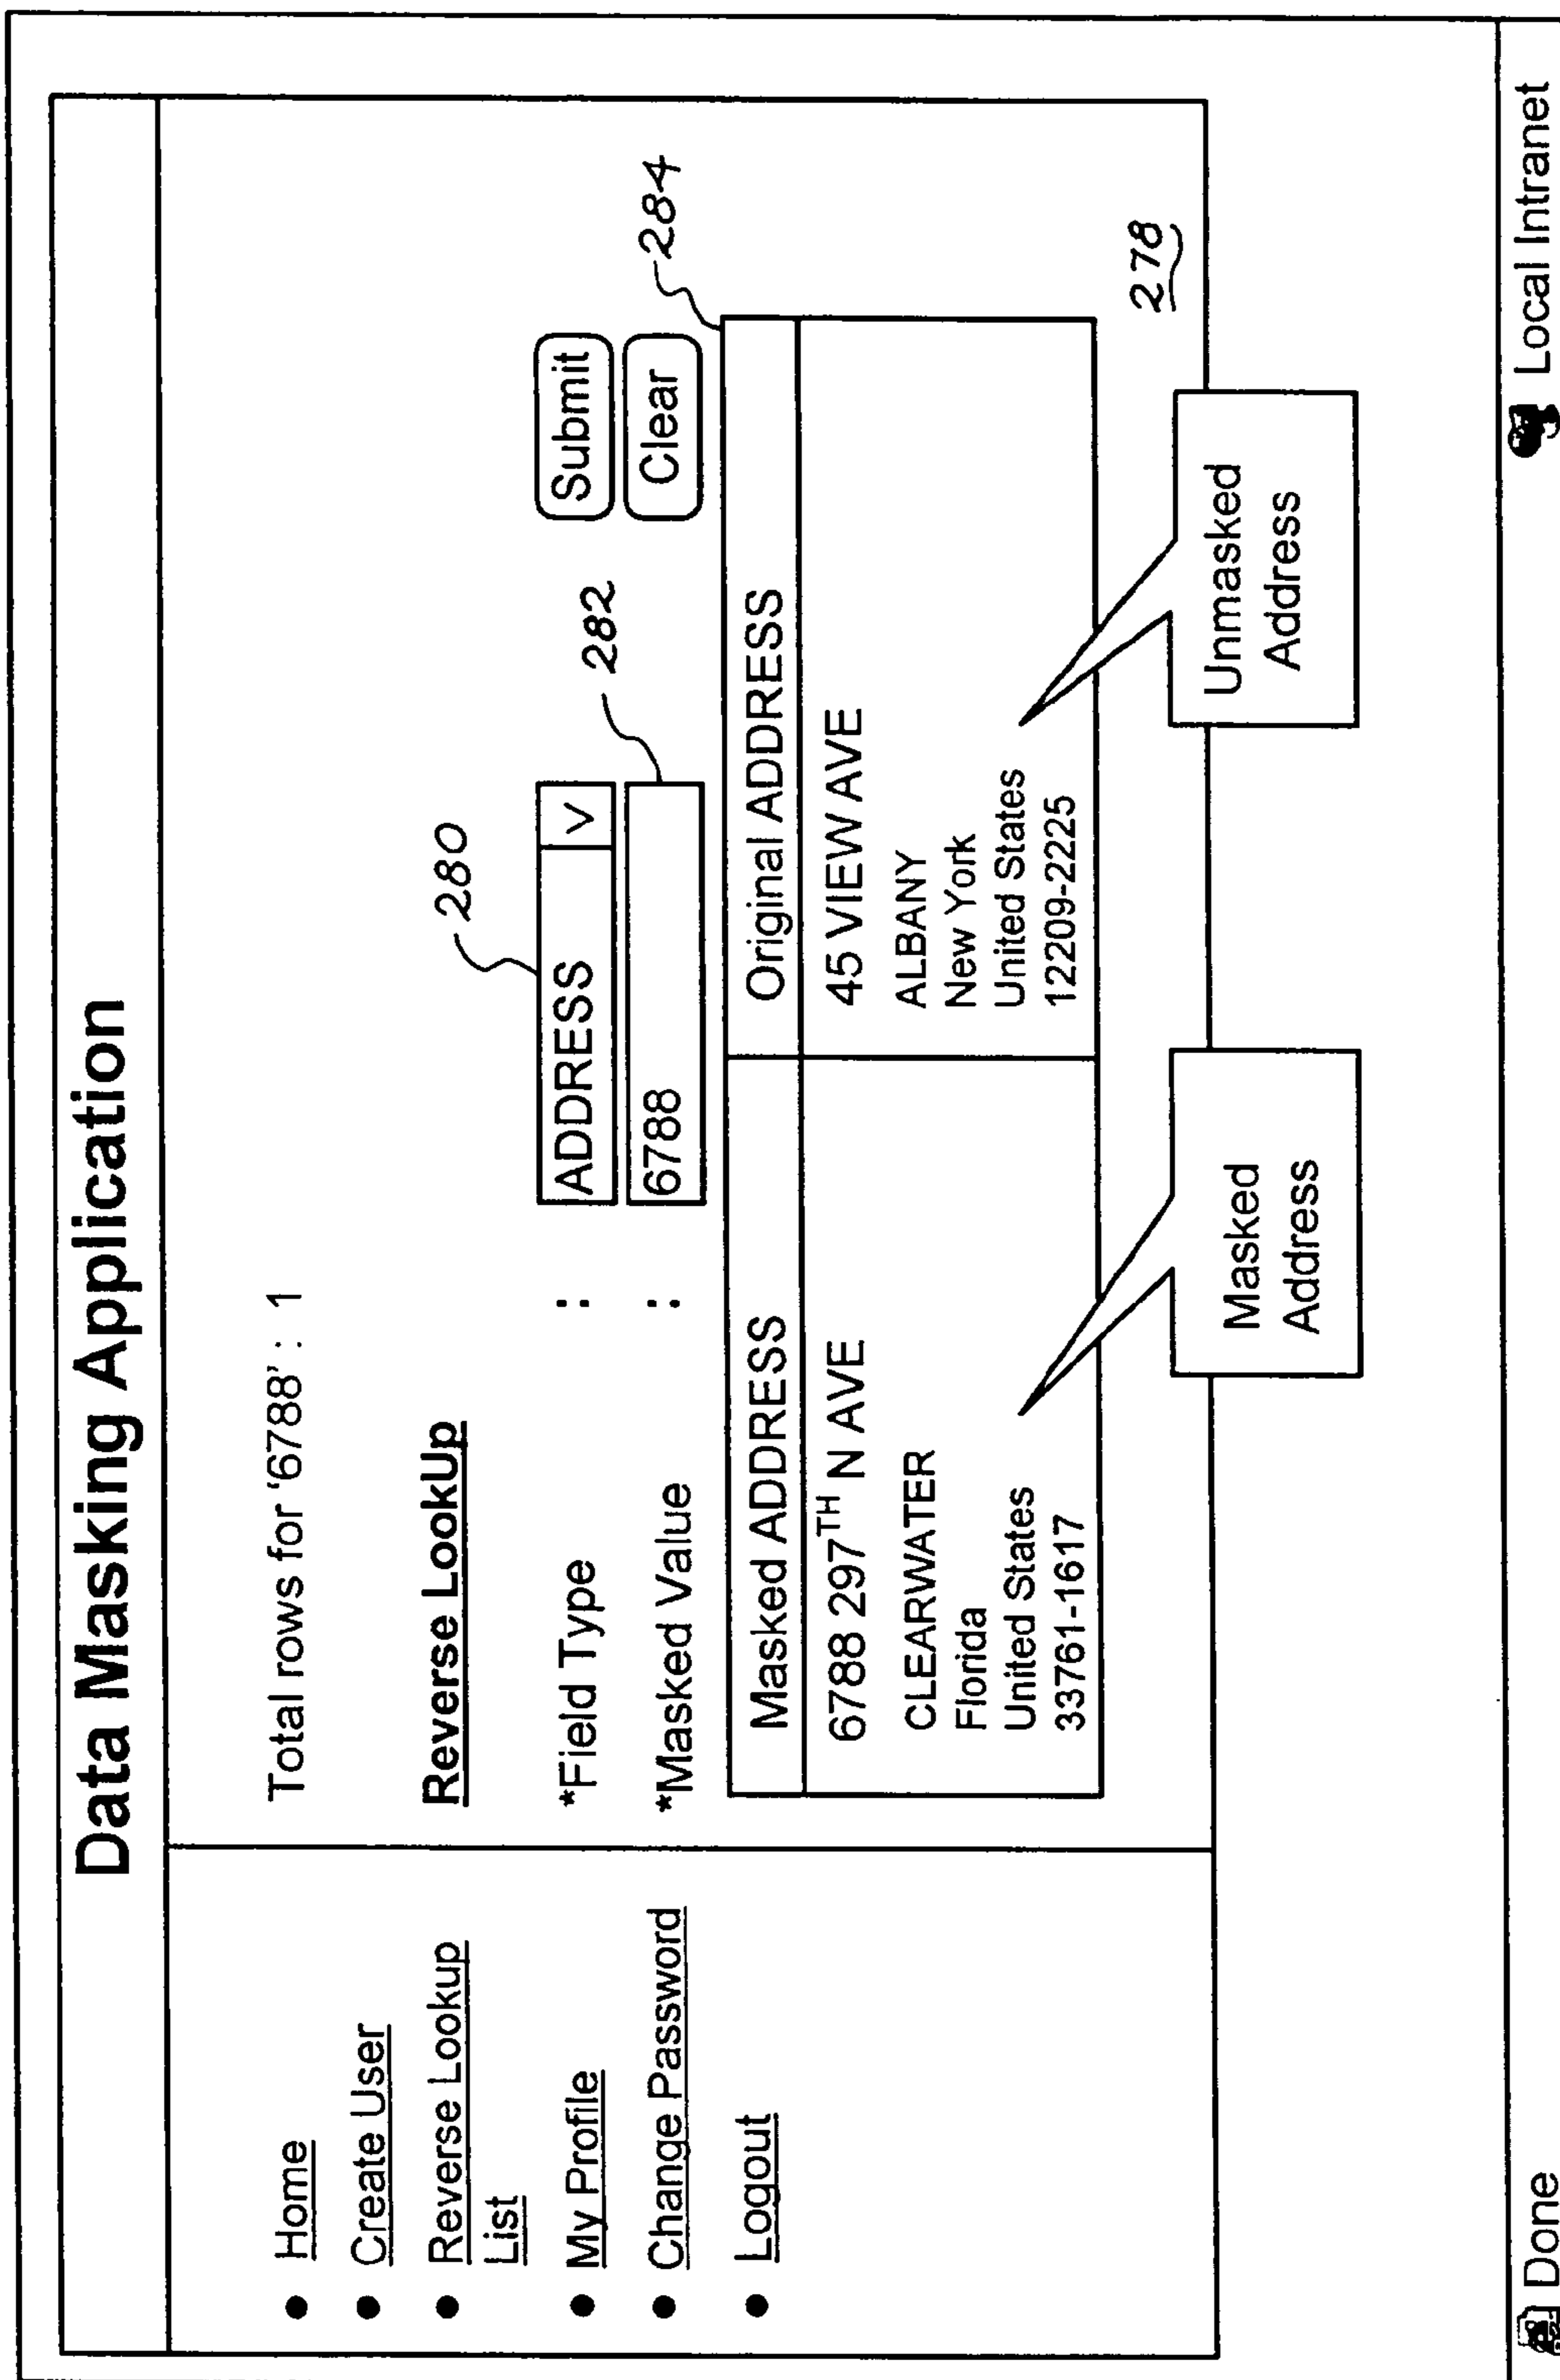 Data Masking Application
● Home
● Create User
● Reverse Lookup
List
● My Profile
● Change Password
● Logout
Total rows for ‘6788’ : 1
Reverse LookUp
280
*Field Type : ADDRESS V Submit
282
*Masked Value : 6788 Clear
284
Masked ADDRESS Original ADDRESS
6788 297TH N AVE
CLEARWATER
Florida
United States
33761-1617
45 VIEW AVE
ALBANY
New York
United States
12209-2225
278
Masked
Address
Unmasked
Address
Done Local Intranet